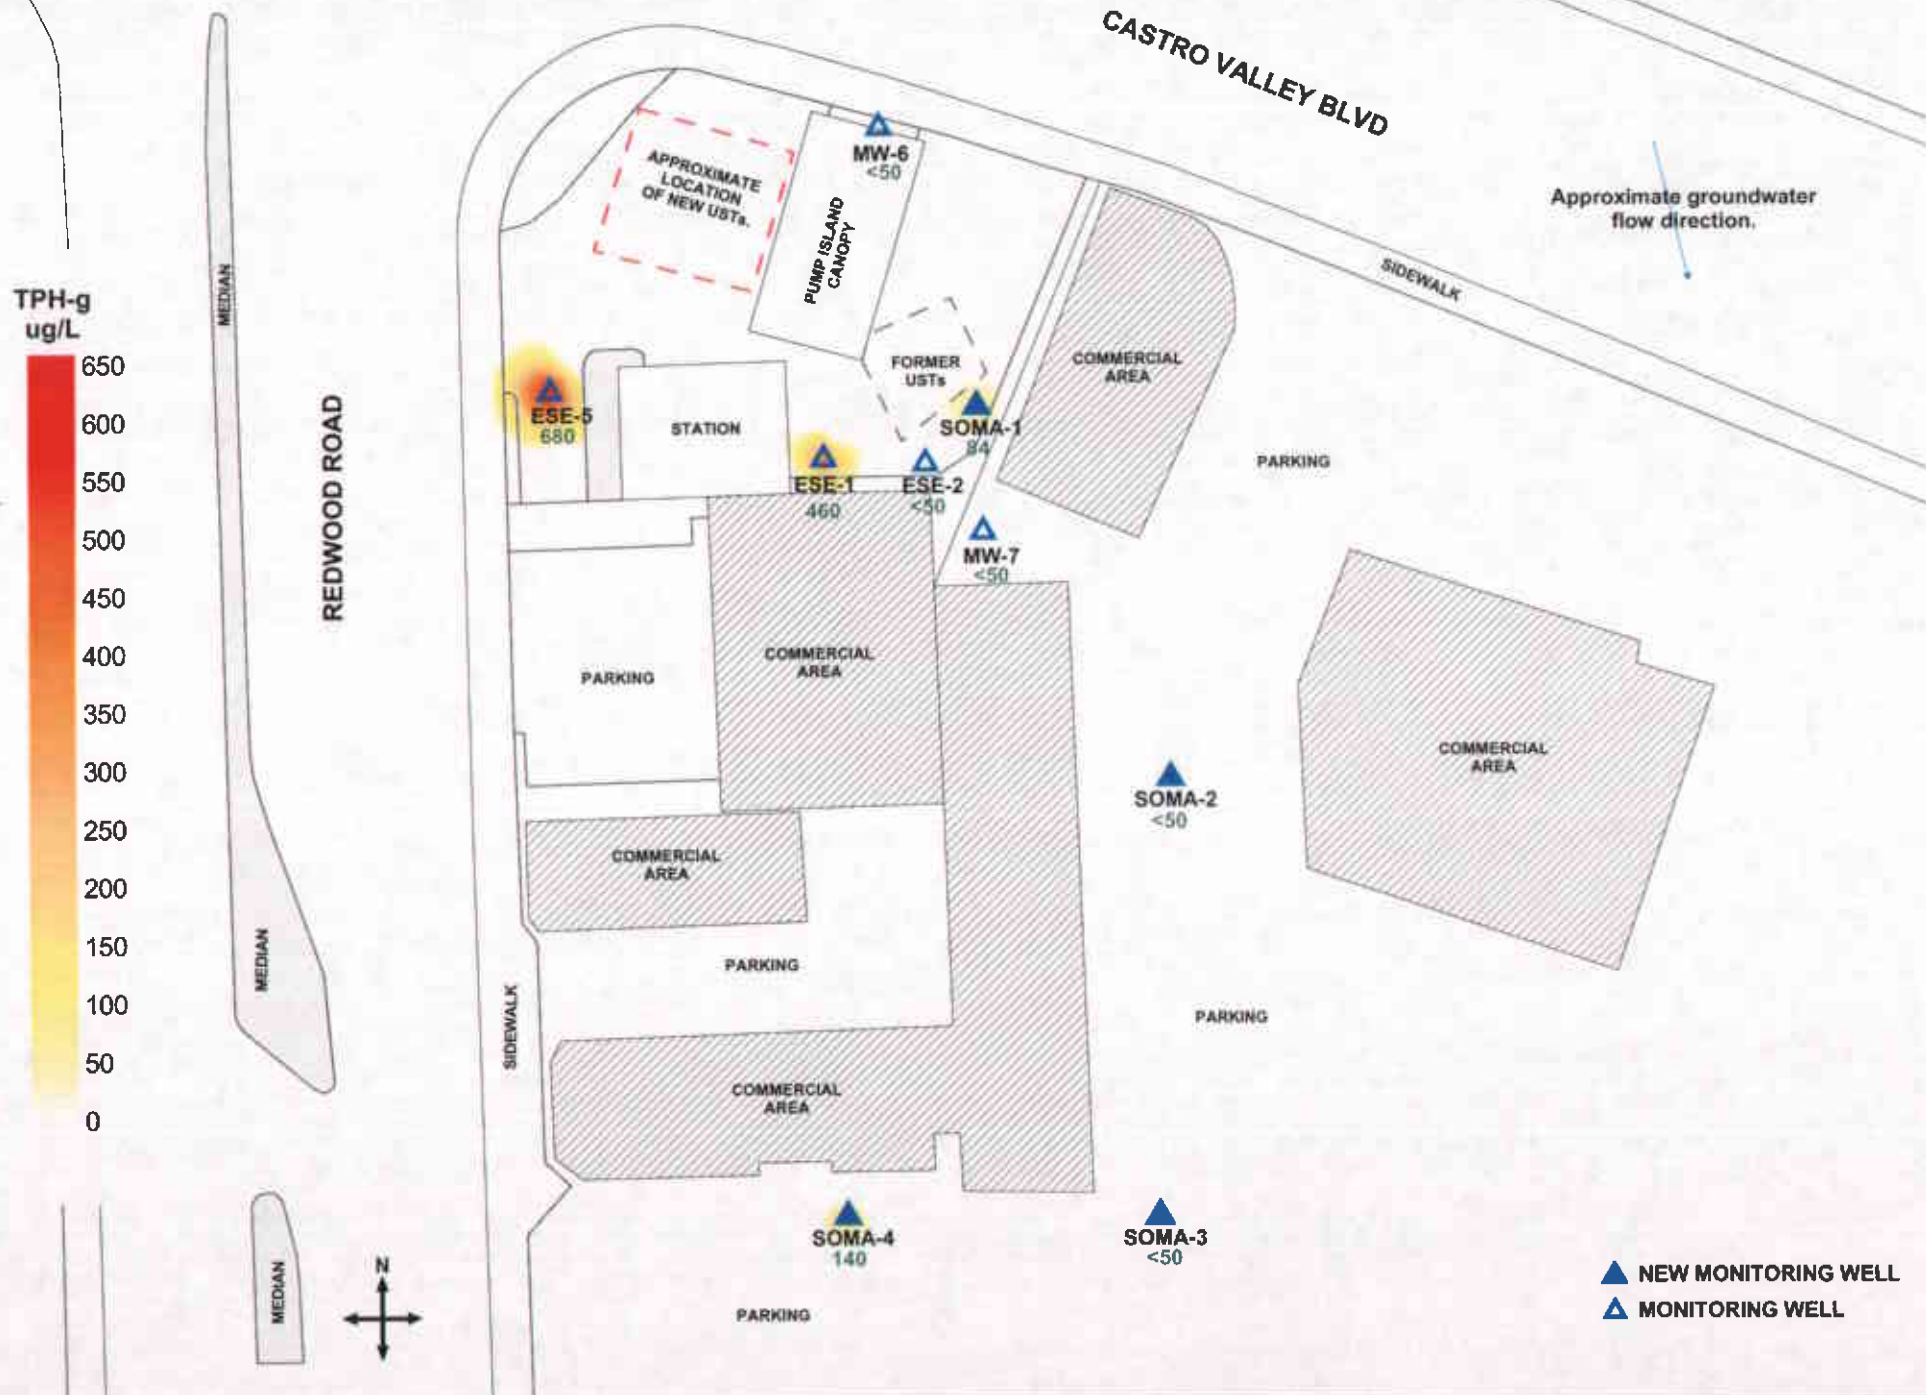 CASTRO VALLEY BLVD
MW-6
<50
APPROXIMATE
LOCATION
OF NEW USTs.
PUMP ISLAND
CANOPY
Approximate groundwater
flow direction.
SIDEWALK
MEDIAN
TPH-g
ug/L
650
600
550
500
450
400
350
300
250
200
150
100
50
0
REDWOOD ROAD
FORMER
USTs
COMMERCIAL
AREA
ESE-5
680
STATION
SOMA-1
84
ESE-1
460
ESE-2
<50
PARKING
MW-7
<50
COMMERCIAL
AREA
PARKING
COMMERCIAL
AREA
SOMA-2
<50
COMMERCIAL
AREA
MEDIAN
PARKING
SIDEWALK
PARKING
COMMERCIAL
AREA
SOMA-4
140
SOMA-3
<50
MEDIAN
N
PARKING
NEW MONITORING WELL
MONITORING WELL